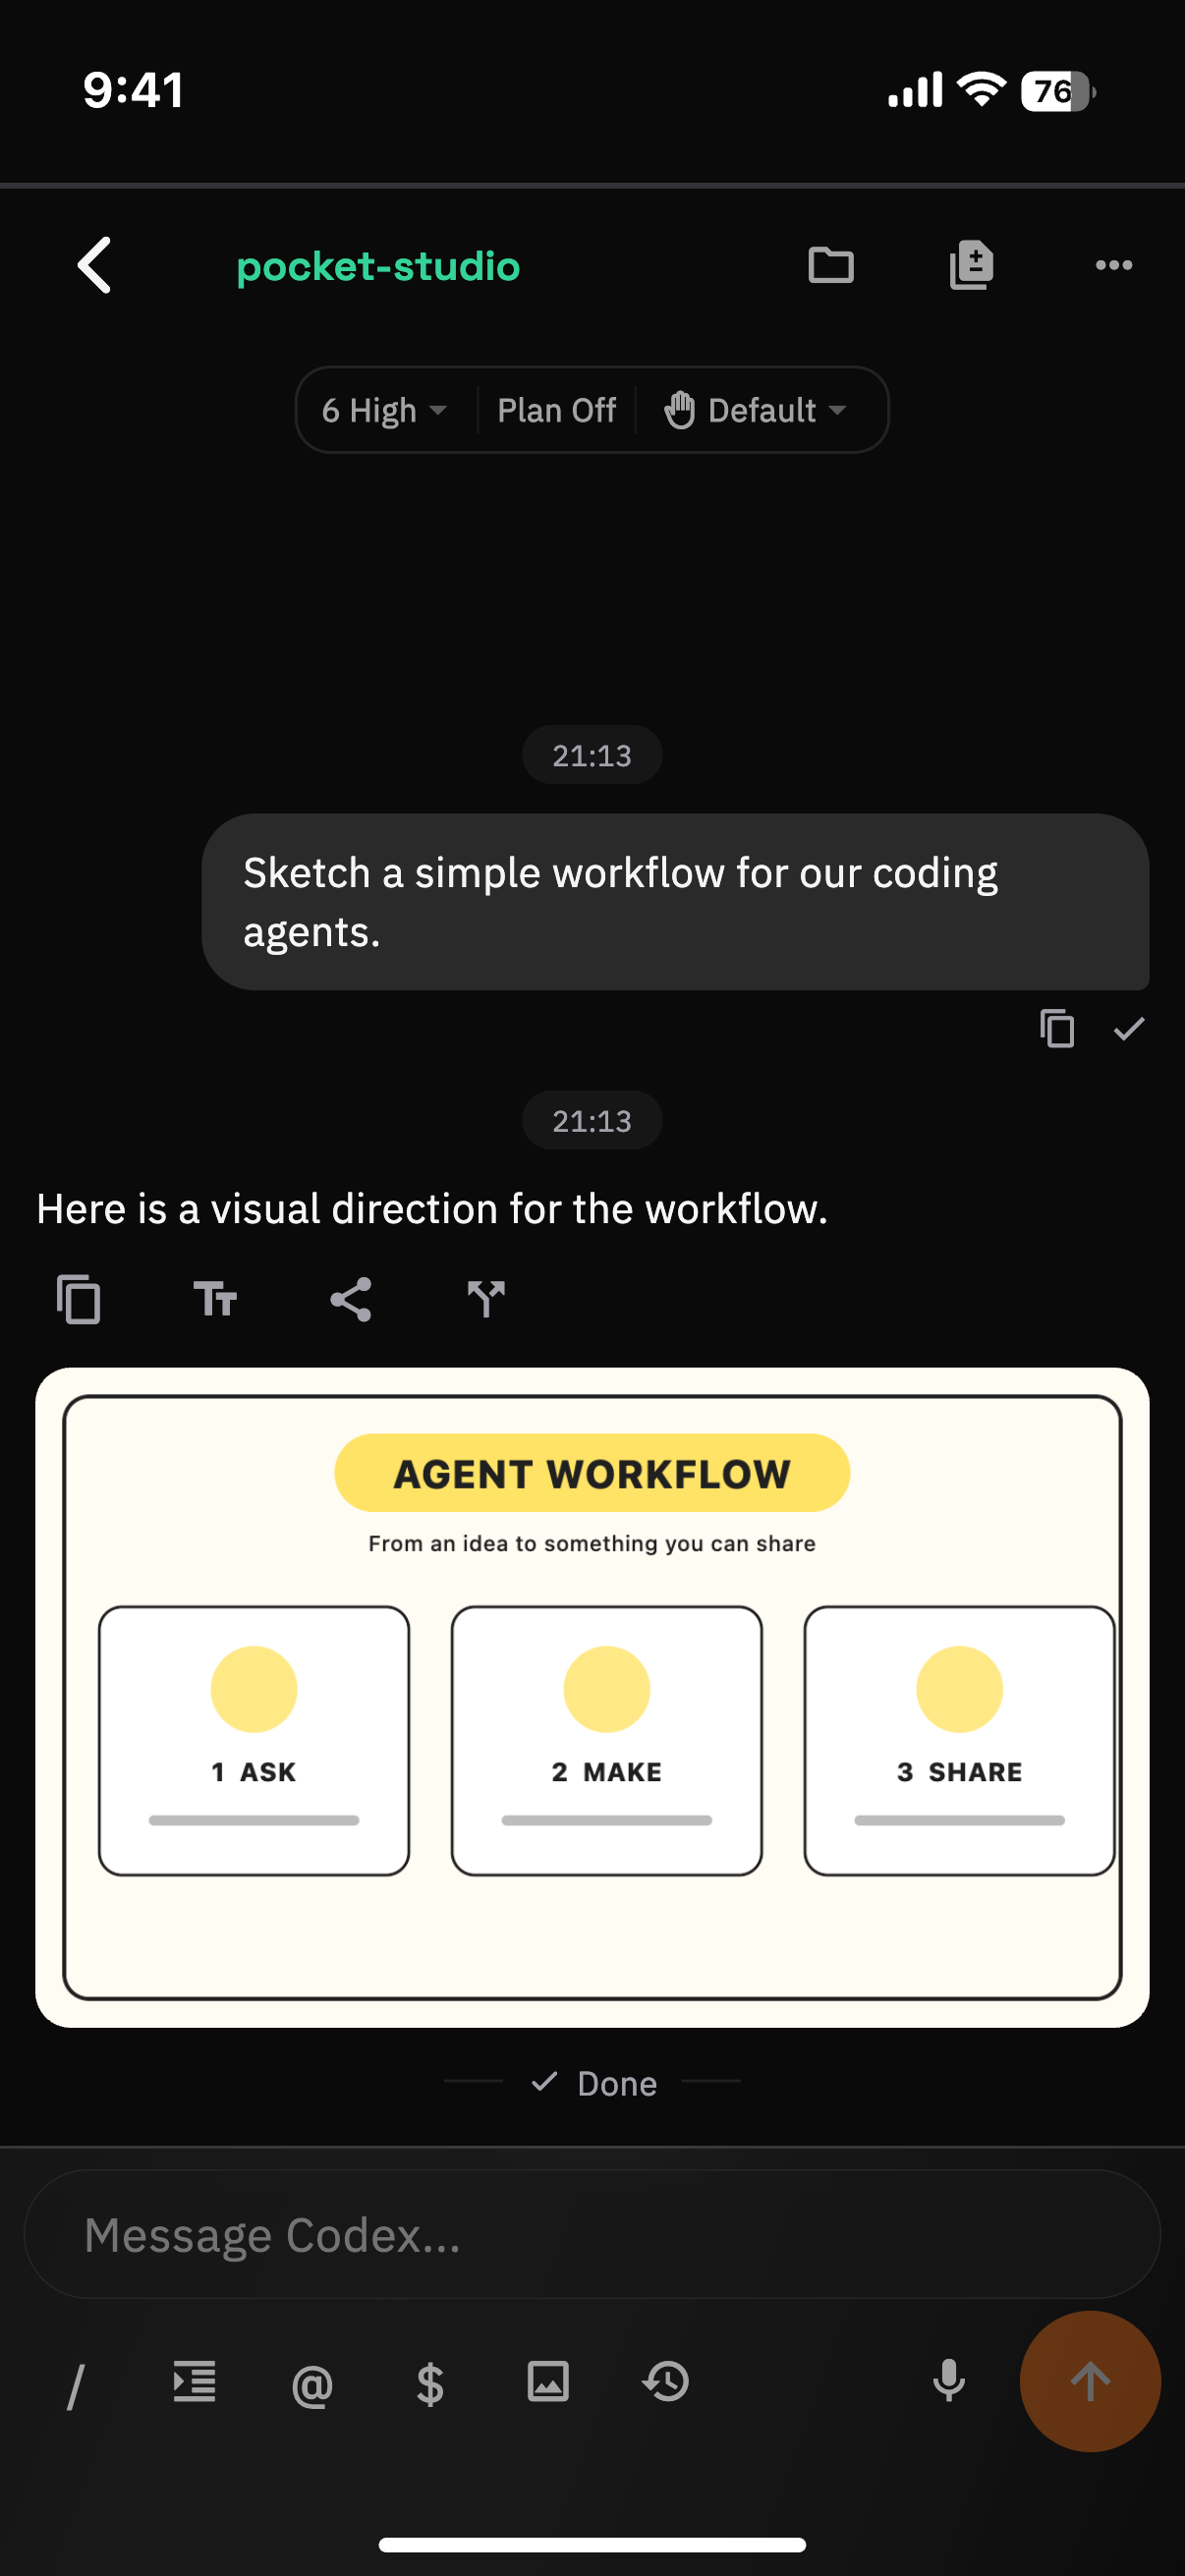 9:41
76
pocket-studio
6 High
Plan Off
Default
21:13
Sketch a simple workflow for our coding
agents.
21:13
Here is a visual direction for the workflow.
AGENT WORKFLOW
From an idea to something you can share
1 ASK
2 MAKE
3 SHARE
Done
Message Codex...
/
@
$